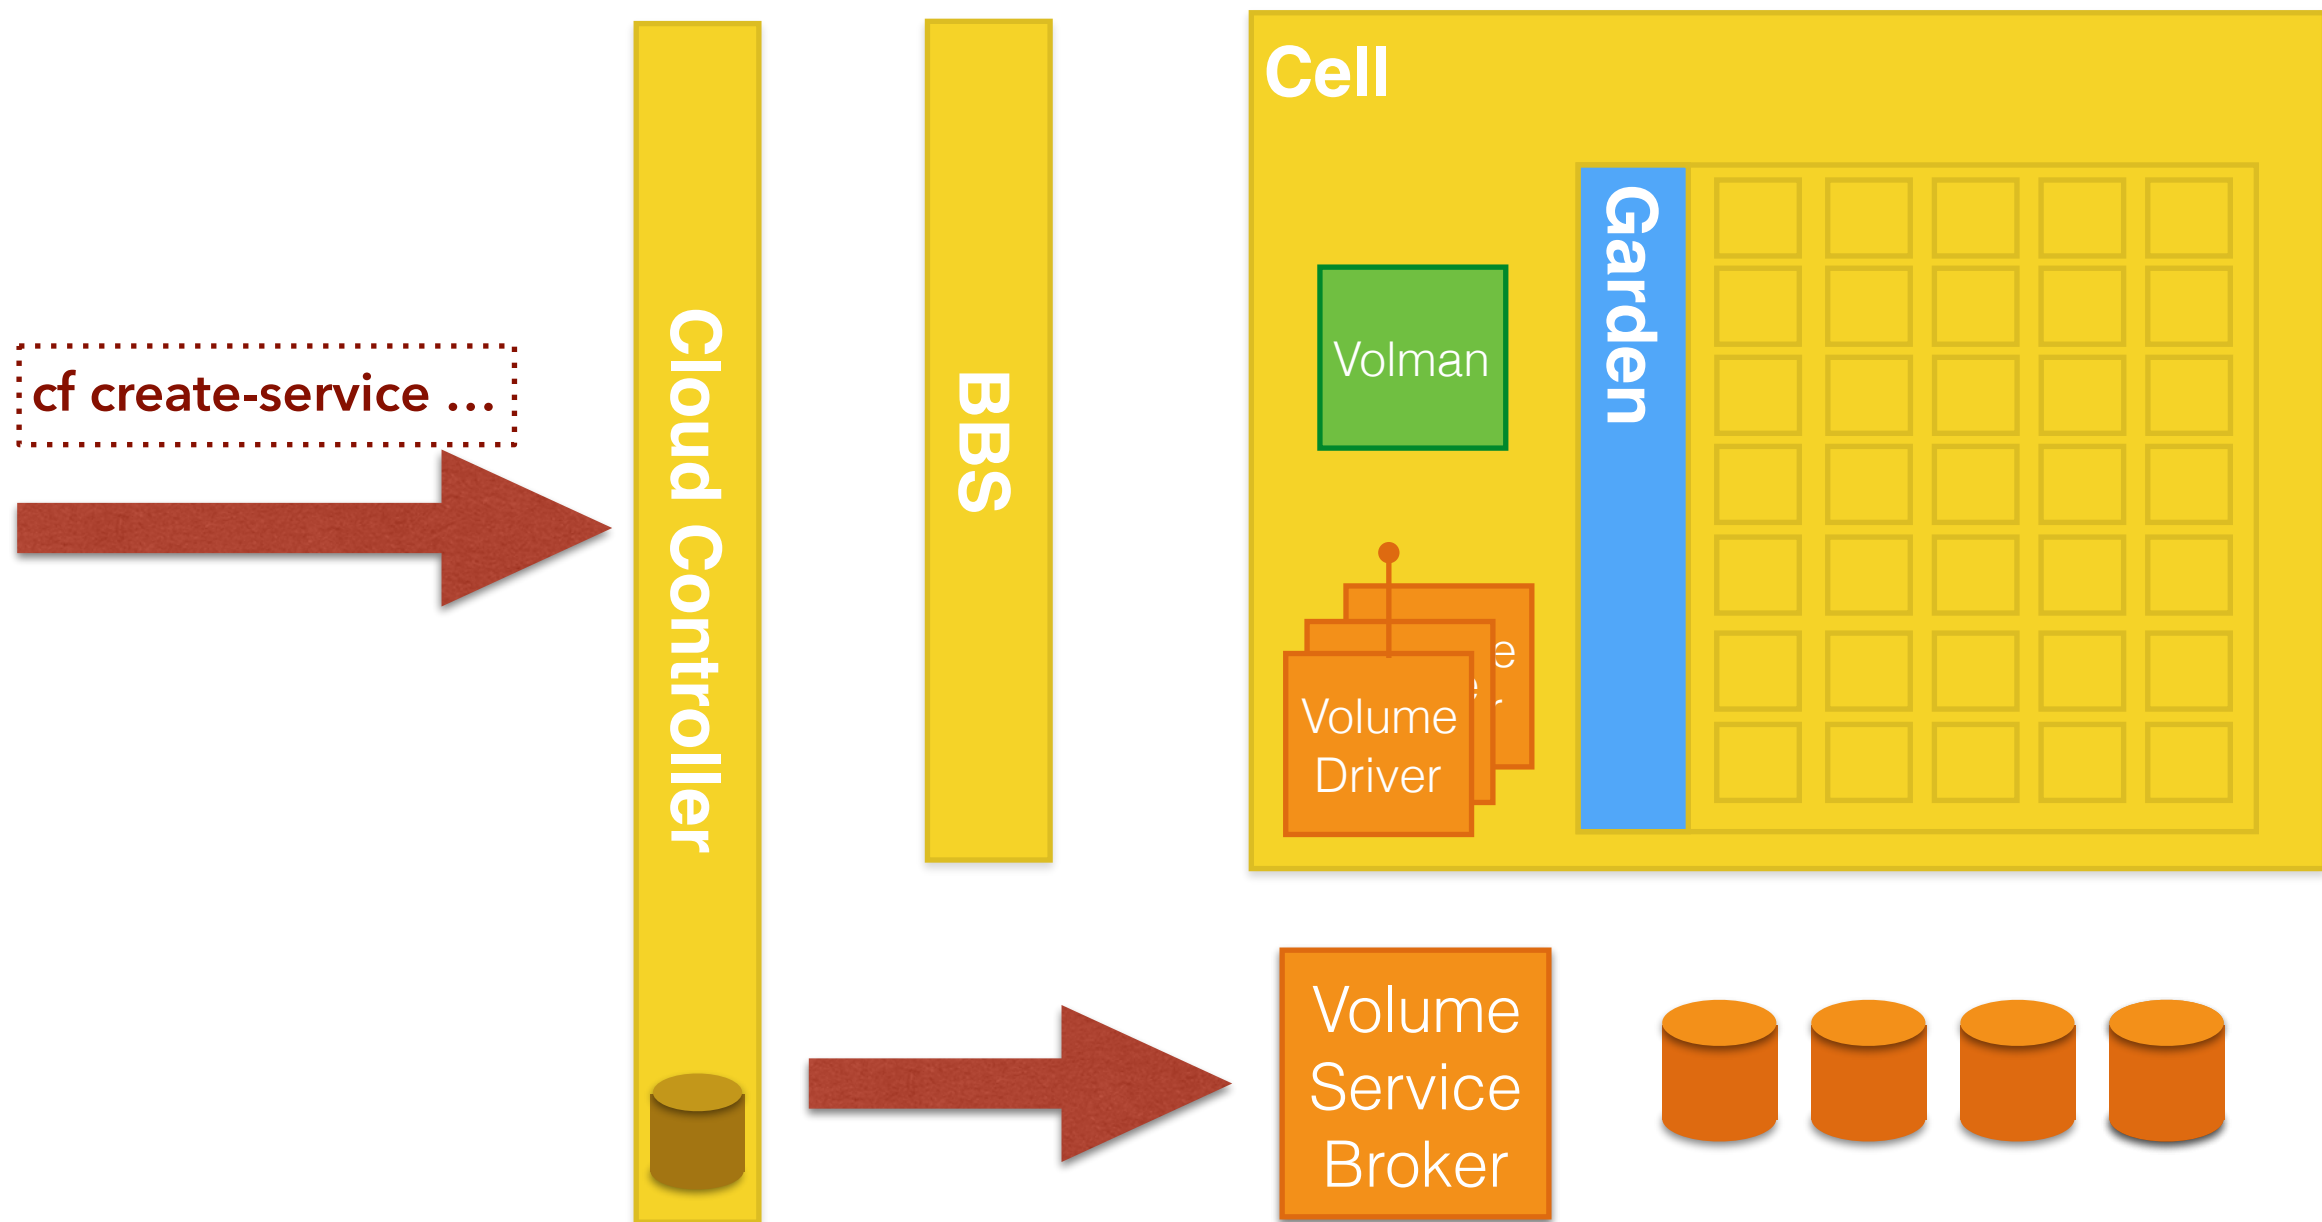 cf create-service …
Cloud Controller
BBS
Cell
Volman
Garden
e
e
r
Volume
Driver
Volume
Service
Broker